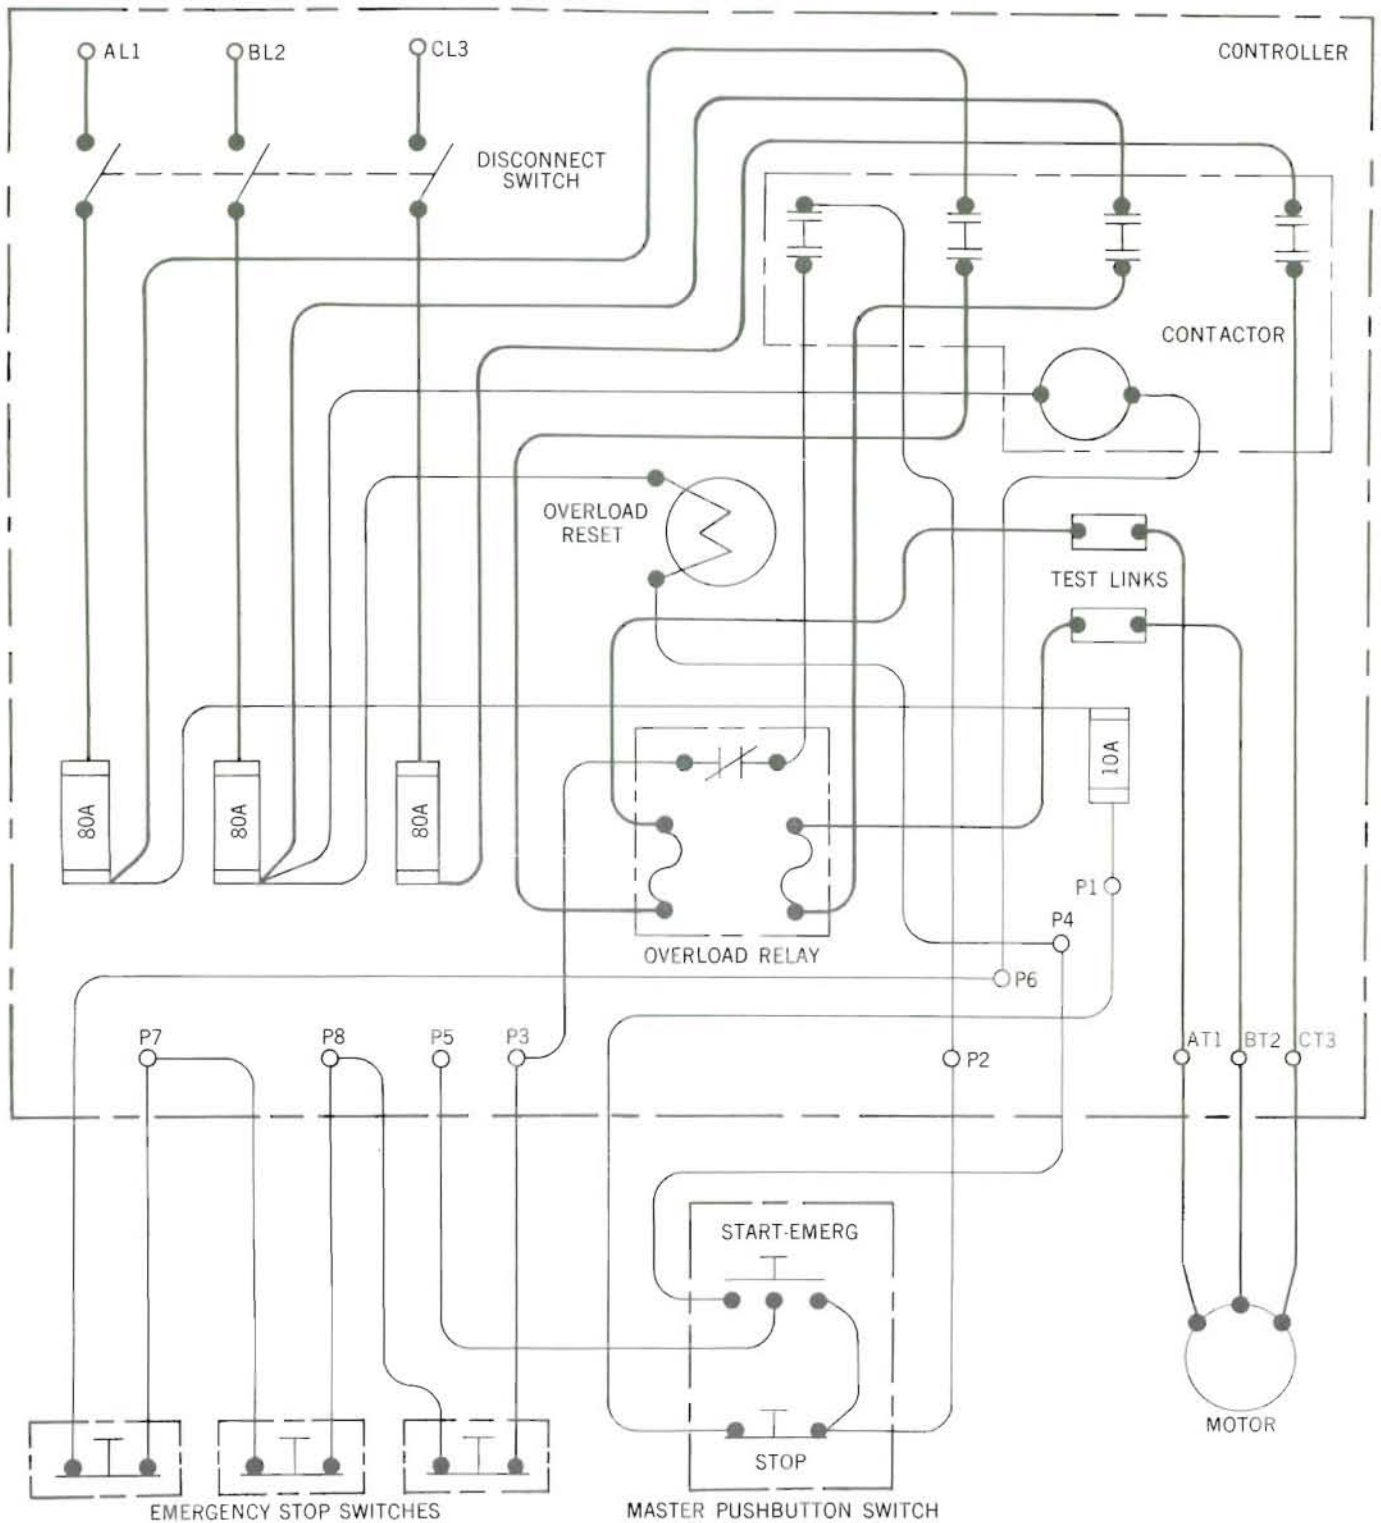 AL1
BL2
CL3
CONTROLLER
DISCONNECT
SWITCH
CONTACTOR
OVERLOAD
RESET
TEST LINKS
80A
80A
80A
10A
P1
P4
OVERLOAD RELAY
P6
P7
P8
P5
P3
P2
AT1
BT2
CT3
START-EMERG
STOP
MOTOR
EMERGENCY STOP SWITCHES
MASTER PUSHBUTTON SWITCH